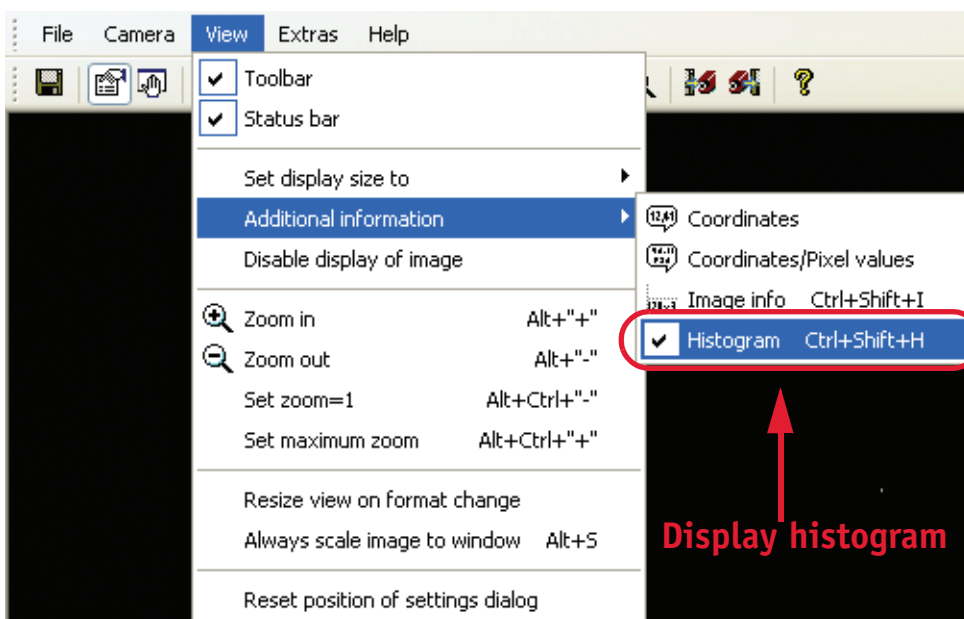 File Camera View Extras Help
Toolbar
Status bar
Set display size to
Additional information
Disable display of image
Zoom in Alt+"+"
Zoom out Alt+"-"
Set zoom=1 Alt+Ctrl+"-"
Set maximum zoom Alt+Ctrl+"+"
Resize view on format change
Always scale image to window Alt+S
Reset position of settings dialog
Coordinates
Coordinates/Pixel values
Image info Ctrl+Shift+I
Histogram Ctrl+Shift+H
Display histogram